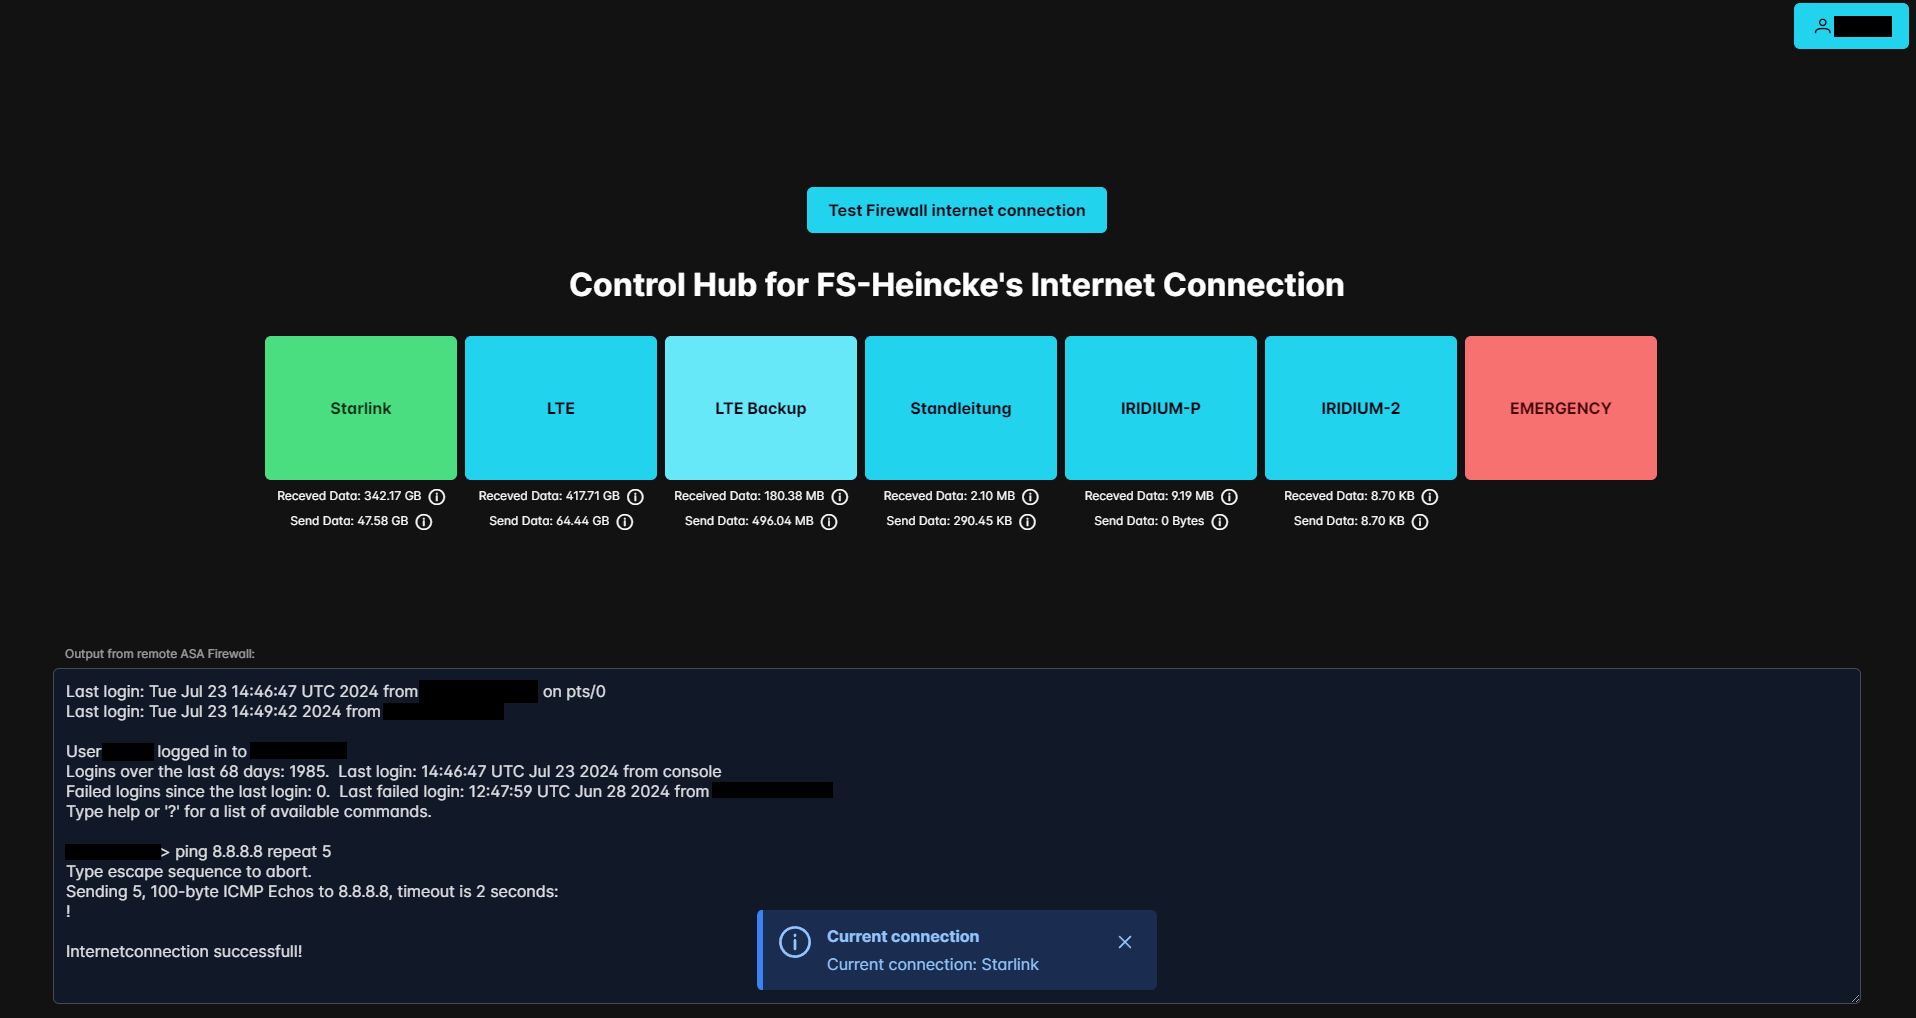 Test Firewall internet connection
Control Hub for FS-Heincke's Internet Connection
Starlink
LTE
LTE Backup
Standleitung
IRIDIUM-P
IRIDIUM-2
EMERGENCY
Receved Data: 342.17 GB
Receved Data: 417.71 GB
Received Data: 180.38 MB
Receved Data: 2.10 MB
Receved Data: 9.19 MB
Receved Data: 8.70 KB
Send Data: 47.58 GB
Send Data: 64.44 GB
Send Data: 496.04 MB
Send Data: 290.45 KB
Send Data: 0 Bytes
Send Data: 8.70 KB
Output from remote ASA Firewall:
Last login: Tue Jul 23 14:46:47 UTC 2024 from on pts/0
Last login: Tue Jul 23 14:49:42 2024 from
User logged in to
Logins over the last 68 days: 1985.  Last login: 14:46:47 UTC Jul 23 2024 from console
Failed logins since the last login: 0.  Last failed login: 12:47:59 UTC Jun 28 2024 from
Type help or '?' for a list of available commands.
> ping 8.8.8.8 repeat 5
Type escape sequence to abort.
Sending 5, 100-byte ICMP Echos to 8.8.8.8, timeout is 2 seconds:
!
Internetconnection successfull!
Current connection
Current connection: Starlink